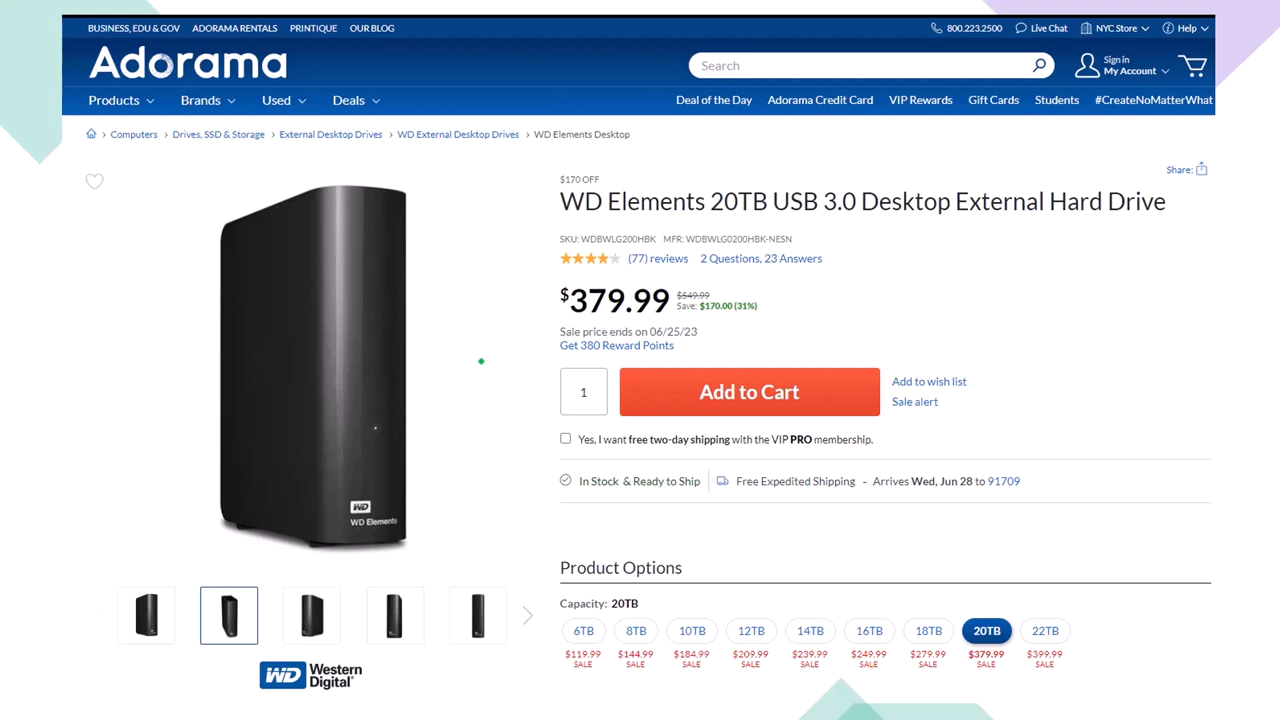 BUSINESS, EDU & GOV ADORAMA RENTALS PRINTIQUE OUR BLOG 800.223.2500 Live Chat NYC Store Help
Adorama
Search
Sign in
My Account
Products Brands Used Deals Deal of the Day Adorama Credit Card VIP Rewards Gift Cards Students #CreateNoMatterWhat
Computers > Drives, SSD & Storage > External Desktop Drives > WD External Desktop Drives > WD Elements Desktop
Share:
$170 OFF
WD Elements 20TB USB 3.0 Desktop External Hard Drive
SKU: WDBWLG200HBK MFR: WDBWLG0200HBK-NESN
(77) reviews 2 Questions, 23 Answers
$379.99 $549.99
Save: $170.00 (31%)
Sale price ends on 06/25/23
Get 380 Reward Points
1 Add to Cart
Add to wish list
Sale alert
Yes, I want free two-day shipping with the VIP PRO membership.
In Stock & Ready to Ship Free Expedited Shipping - Arrives Wed, Jun 28 to 91709
WD
WD Elements
Product Options
Capacity: 20TB
6TB 8TB 10TB 12TB 14TB 16TB 18TB 20TB 22TB
$119.99 $144.99 $184.99 $209.99 $239.99 $249.99 $279.99 $379.99 $399.99
SALE SALE SALE SALE SALE SALE SALE SALE SALE
WD Western
Digital®